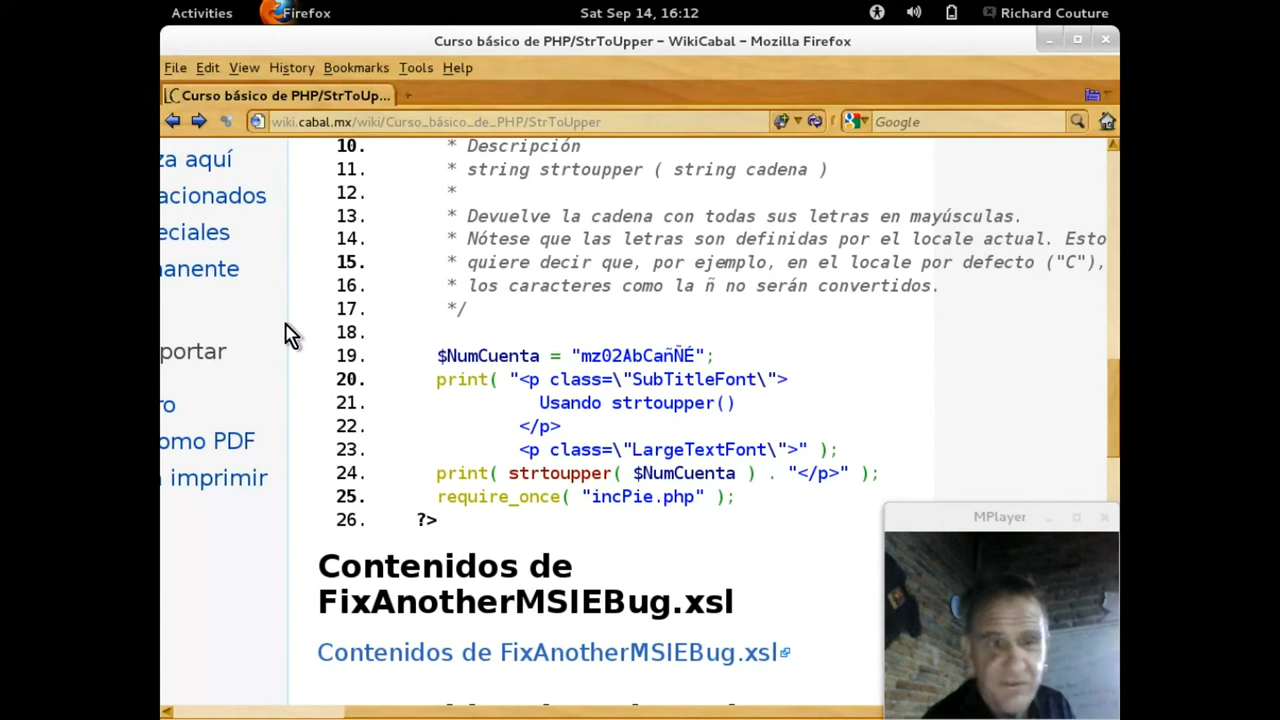 Activities Firefox Sat Sep 14, 16:12 Richard Couture
Curso básico de PHP/StrToUpper – WikiCabal – Mozilla Firefox
File Edit View History Bookmarks Tools Help
Curso básico de PHP/StrToUp...
wiki.cabal.mx/wiki/Curso_básico_de_PHP/StrToUpper Google
za aquí
acionados
eciales
nanente
portar
ro
omo PDF
imprimir
10. * Descripción
11. * string strtoupper ( string cadena )
12. *
13. * Devuelve la cadena con todas sus letras en mayúsculas.
14. * Nótese que las letras son definidas por el locale actual. Esto
15. * quiere decir que, por ejemplo, en el locale por defecto ("C"),
16. * los caracteres como la ñ no serán convertidos.
17. */
18.
19. $NumCuenta = "mz02AbCañÑÉ";
20. print( "<p class=\"SubTitleFont\">
21. Usando strtoupper()
22. </p>
23. <p class=\"LargeTextFont\">" );
24. print( strtoupper( $NumCuenta ) . "</p>" );
25. require_once( "incPie.php" );
26. ?>
Contenidos de
FixAnotherMSIEBug.xsl
Contenidos de FixAnotherMSIEBug.xsl
MPlayer